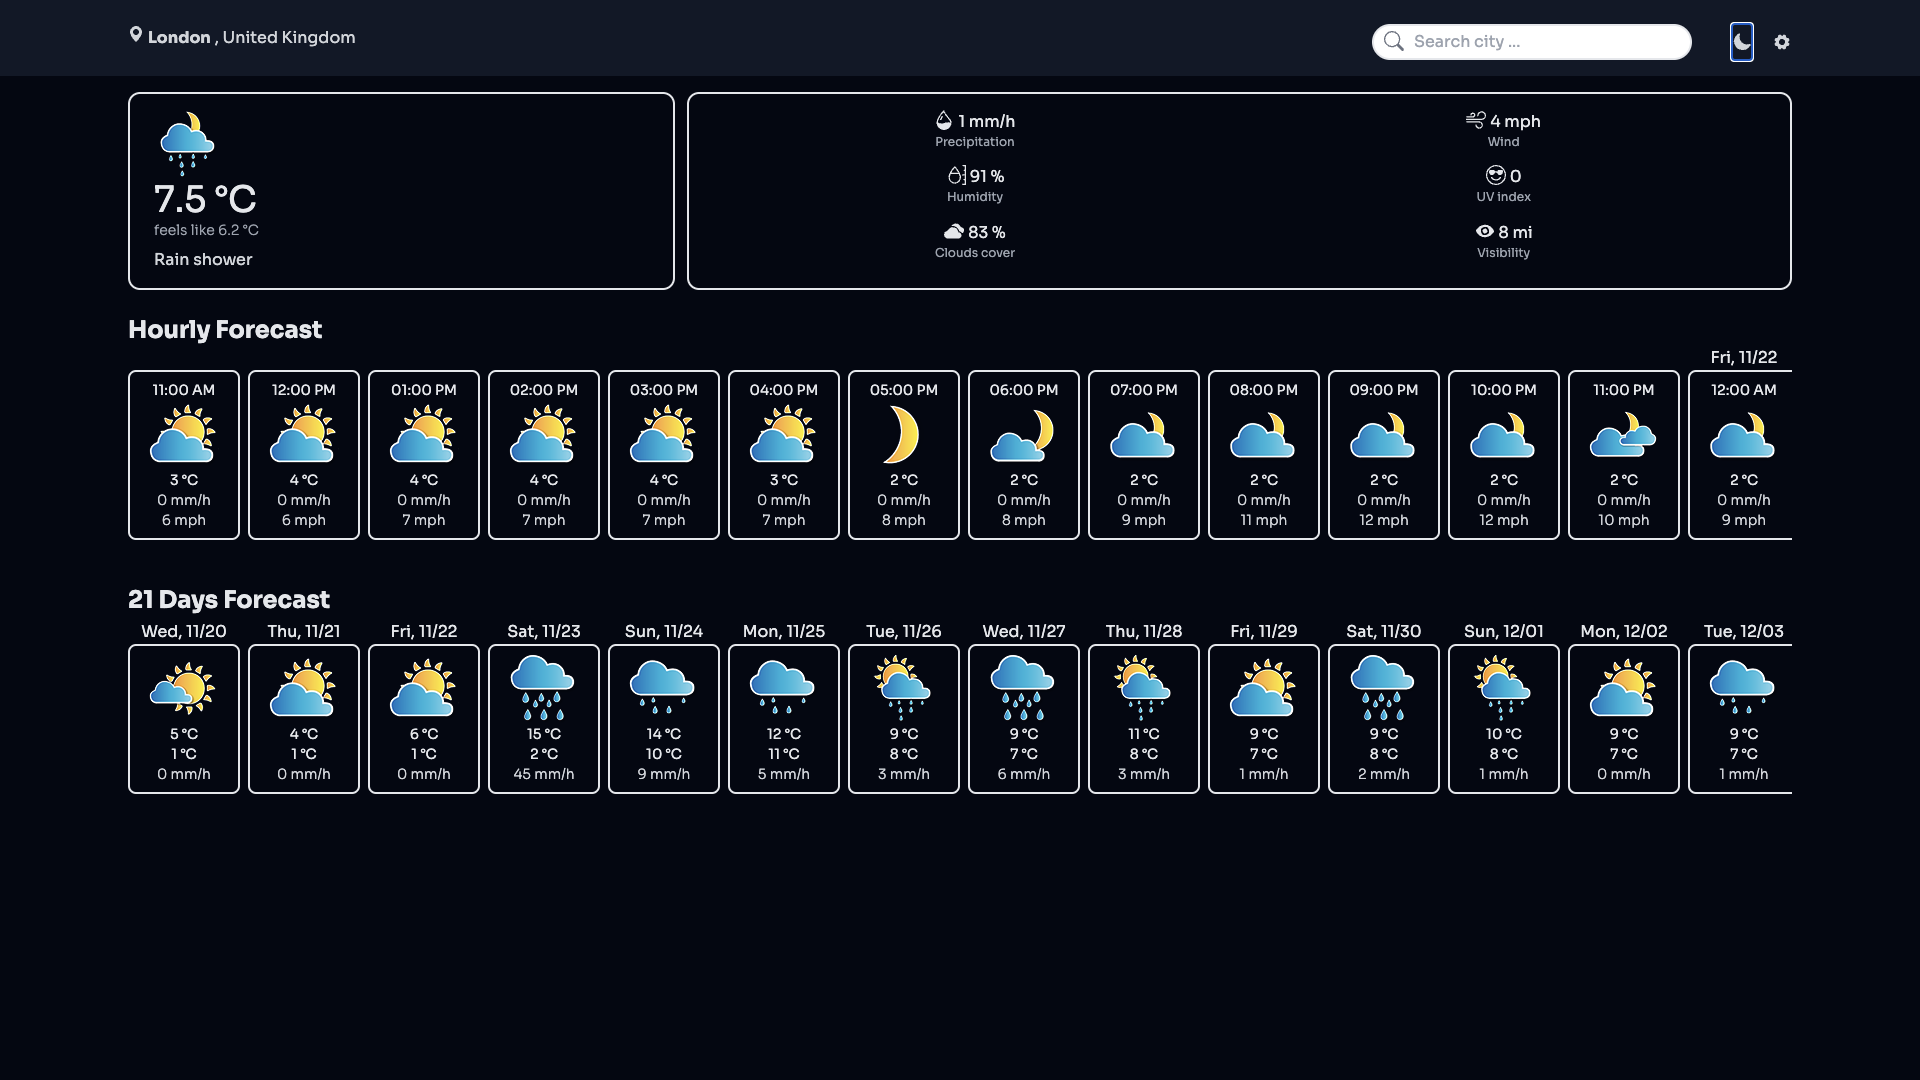 London , United Kingdom
Search city ...
7.5 °C
feels like 6.2 °C
Rain shower
1 mm/h
Precipitation
4 mph
Wind
91 %
Humidity
0
UV index
83 %
Clouds cover
8 mi
Visibility
Hourly Forecast
Fri, 11/22
11:00 AM 12:00 PM 01:00 PM 02:00 PM 03:00 PM 04:00 PM 05:00 PM 06:00 PM 07:00 PM 08:00 PM 09:00 PM 10:00 PM 11:00 PM 12:00 AM
3 °C 4 °C 4 °C 4 °C 4 °C 3 °C 2 °C 2 °C 2 °C 2 °C 2 °C 2 °C 2 °C 2 °C
0 mm/h 0 mm/h 0 mm/h 0 mm/h 0 mm/h 0 mm/h 0 mm/h 0 mm/h 0 mm/h 0 mm/h 0 mm/h 0 mm/h 0 mm/h 0 mm/h
6 mph 6 mph 7 mph 7 mph 7 mph 7 mph 8 mph 8 mph 9 mph 11 mph 12 mph 12 mph 10 mph 9 mph
21 Days Forecast
Wed, 11/20 Thu, 11/21 Fri, 11/22 Sat, 11/23 Sun, 11/24 Mon, 11/25 Tue, 11/26 Wed, 11/27 Thu, 11/28 Fri, 11/29 Sat, 11/30 Sun, 12/01 Mon, 12/02 Tue, 12/03
5 °C 4 °C 6 °C 15 °C 14 °C 12 °C 9 °C 9 °C 11 °C 9 °C 9 °C 10 °C 9 °C 9 °C
1 °C 1 °C 1 °C 2 °C 10 °C 11 °C 8 °C 7 °C 8 °C 7 °C 8 °C 8 °C 7 °C 7 °C
0 mm/h 0 mm/h 0 mm/h 45 mm/h 9 mm/h 5 mm/h 3 mm/h 6 mm/h 3 mm/h 1 mm/h 2 mm/h 1 mm/h 0 mm/h 1 mm/h